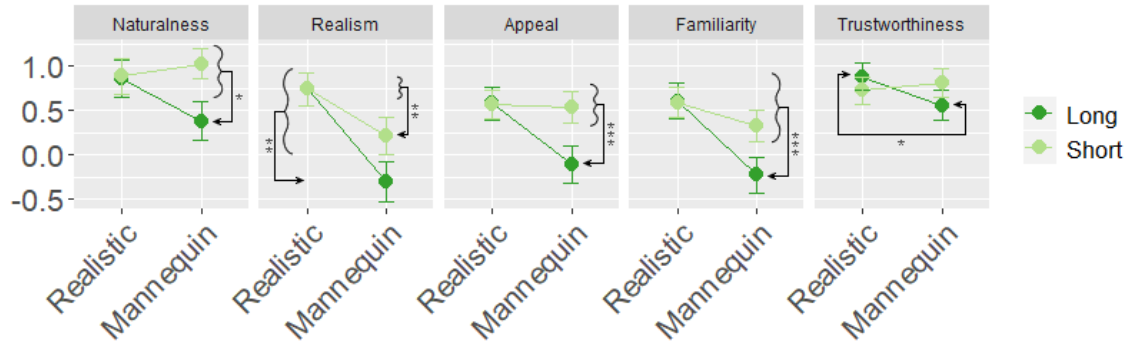 Naturalness Realism Appeal Familiarity Trustworthiness
1.0
0.5
0.0
-0.5
*
**
**
***
***
*
Realistic Mannequin Realistic Mannequin Realistic Mannequin Realistic Mannequin Realistic Mannequin
Long
Short